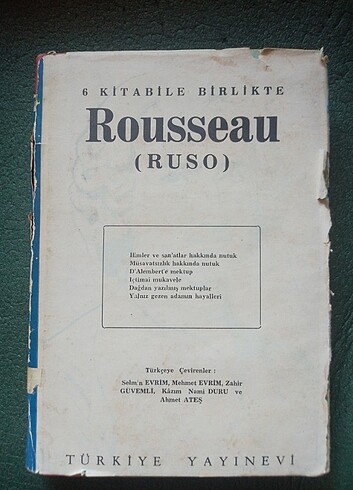 6 KİTABİLE BİRLİKTE
Rousseau
(RUSO)
İlimler ve san'atlar hakkında nutuk
Müsavatsızlık hakkında nutuk
D'Alembert'e mektup
İçtimai mukavele
Dağdan yazılmış mektuplar
Yalnız gezen adamın hayalleri
Türkçeye Çevirenler :
Selm'n EVRİM, Mehmet EVRİM, Zahir
GÜVEMLİ, Kâzım Nami DURU ve
Ahmet ATEŞ
TÜRKİYE YAYINEVİ